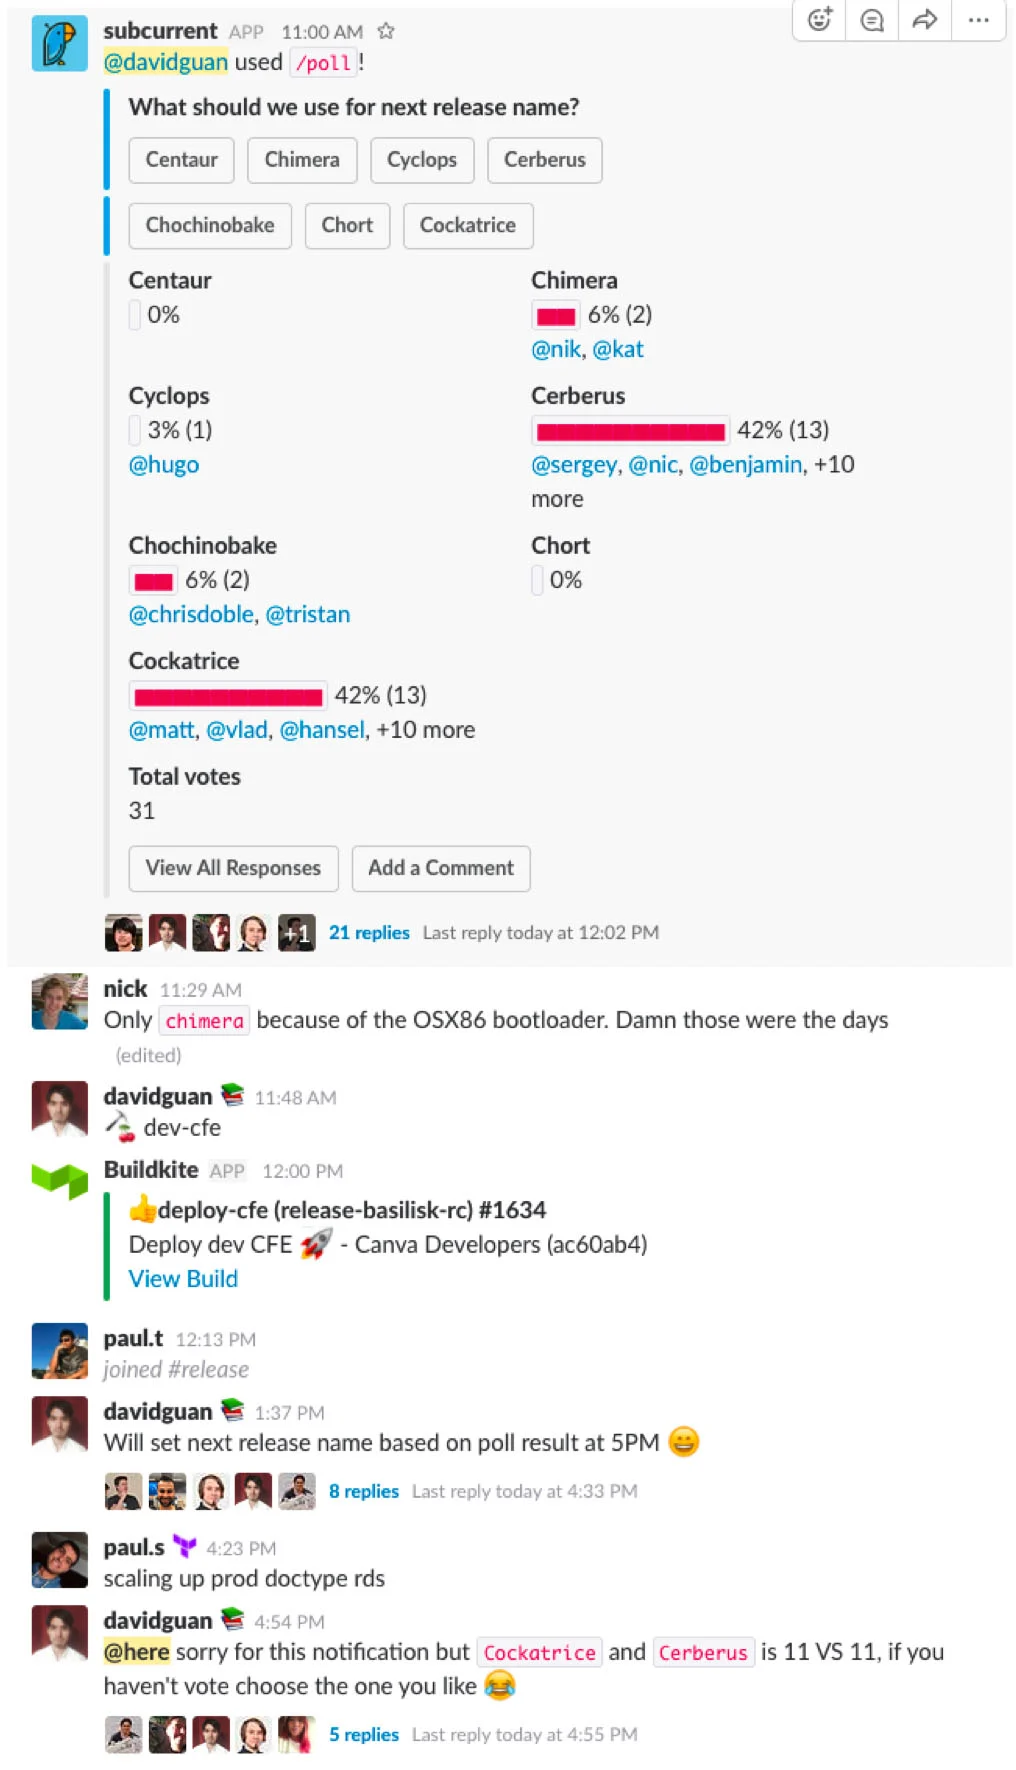 subcurrent APP 11:00 AM
@davidguan used /poll!
What should we use for next release name?
Centaur Chimera Cyclops Cerberus
Chochinobake Chort Cockatrice
Centaur Chimera
0% 6% (2)
@nik, @kat
Cyclops Cerberus
3% (1) 42% (13)
@hugo @sergey, @nic, @benjamin, +10
more
Chochinobake Chort
6% (2) 0%
@chrisdoble, @tristan
Cockatrice
42% (13)
@matt, @vlad, @hansel, +10 more
Total votes
31
View All Responses Add a Comment
+1 21 replies Last reply today at 12:02 PM
nick 11:29 AM
Only chimera because of the OSX86 bootloader. Damn those were the days
(edited)
davidguan 11:48 AM
dev-cfe
Buildkite APP 12:00 PM
deploy-cfe (release-basilisk-rc) #1634
Deploy dev CFE - Canva Developers (ac60ab4)
View Build
paul.t 12:13 PM
joined #release
davidguan 1:37 PM
Will set next release name based on poll result at 5PM
8 replies Last reply today at 4:33 PM
paul.s 4:23 PM
scaling up prod doctype rds
davidguan 4:54 PM
@here sorry for this notification but Cockatrice and Cerberus is 11 VS 11, if you
haven't vote choose the one you like
5 replies Last reply today at 4:55 PM